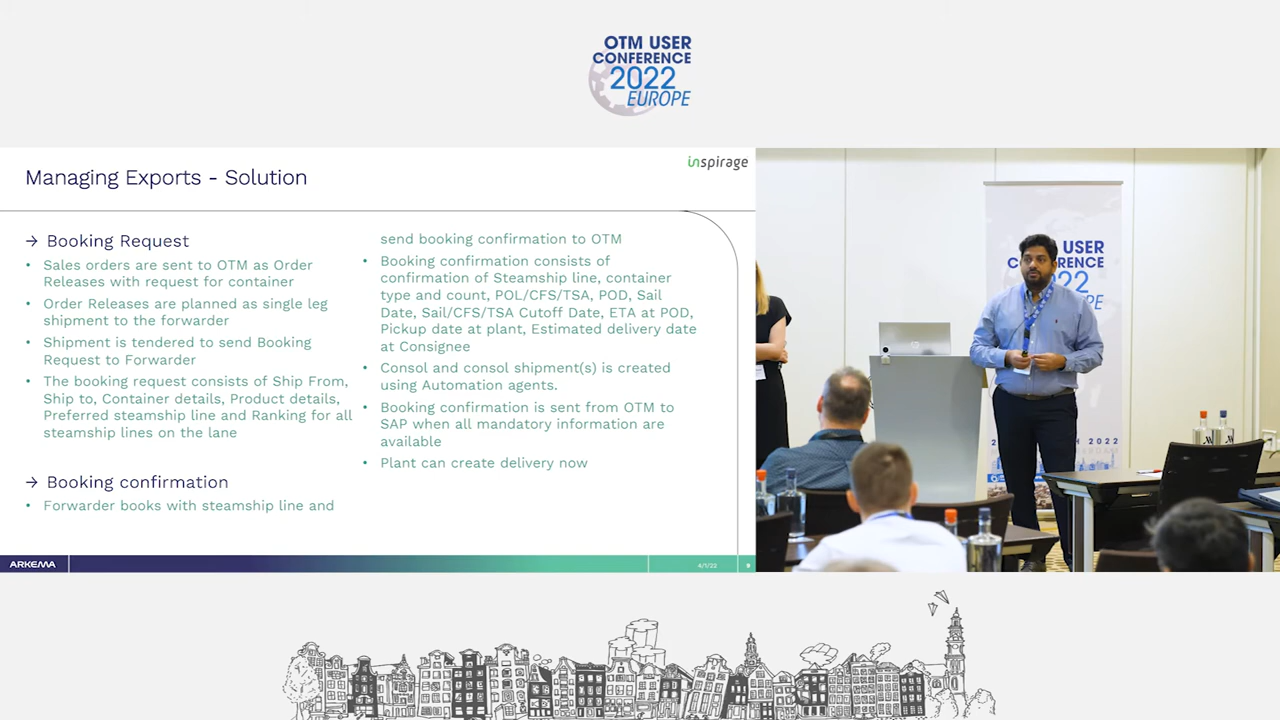 OTM USER
CONFERENCE
2022
EUROPE
inspirage
Managing Exports - Solution
→ Booking Request
• Sales orders are sent to OTM as Order
Releases with request for container
• Order Releases are planned as single leg
shipment to the forwarder
• Shipment is tendered to send Booking
Request to Forwarder
• The booking request consists of Ship From,
Ship to, Container details, Product details,
Preferred steamship line and Ranking for all
steamship lines on the lane
→ Booking confirmation
• Forwarder books with steamship line and
send booking confirmation to OTM
• Booking confirmation consists of
confirmation of Steamship line, container
type and count, POL/CFS/TSA, POD, Sail
Date, Sail/CFS/TSA Cutoff Date, ETA at POD,
Pickup date at plant, Estimated delivery date
at Consignee
• Consol and consol shipment(s) is created
using Automation agents.
• Booking confirmation is sent from OTM to
SAP when all mandatory information are
available
• Plant can create delivery now
ARKEMA
4/1/22
9
USER
ENCE
22
2022